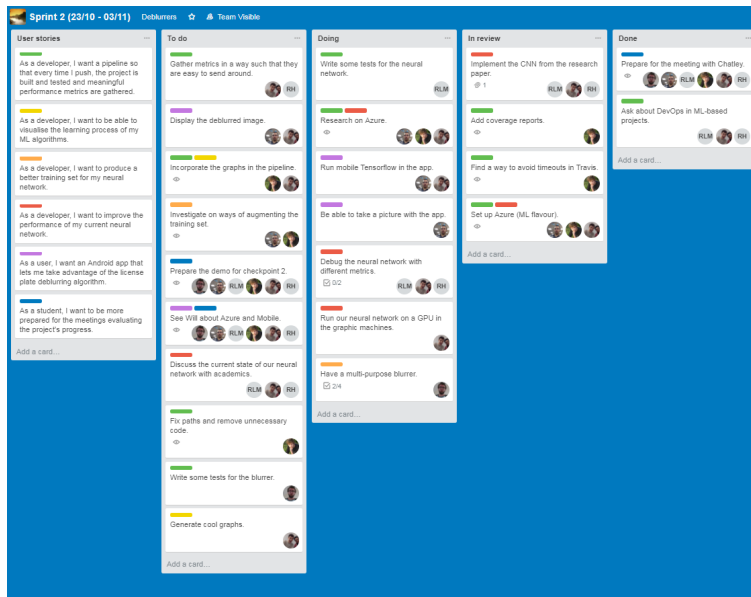 Sprint 2 (23/10 - 03/11) Deblurrers Team Visible
User stories
As a developer, I want a pipeline so
that every time I push, the project is
built and tested and meaningful
performance metrics are gathered.
As a developer, I want to be able to
visualise the learning process of my
ML algorithms.
As a developer, I want to produce a
better training set for my neural
network.
As a developer, I want to improve the
performance of my current neural
network.
As a user, I want an Android app that
lets me take advantage of the license
plate deblurring algorithm.
As a student, I want to be more
prepared for the meetings evaluating
the project's progress.
Add a card...
To do
Gather metrics in a way such that they
are easy to send around.
RH
Display the deblurred image.
Incorporate the graphs in the pipeline.
Investigate on ways of augmenting the
training set.
Prepare the demo for checkpoint 2.
RLM RH
See Will about Azure and Mobile.
RLM RH
Discuss the current state of our neural
network with academics.
RLM RH
Fix paths and remove unnecessary
code.
Write some tests for the blurrer.
Generate cool graphs.
Add a card...
Doing
Write some tests for the neural
network.
RLM
Research on Azure.
Run mobile Tensorflow in the app.
Be able to take a picture with the app.
Debug the neural network with
different metrics.
0/2
RLM RH
Run our neural network on a GPU in
the graphic machines.
Have a multi-purpose blurrer.
2/4
Add a card...
In review
Implement the CNN from the research
paper.
1
RLM RH
Add coverage reports.
Find a way to avoid timeouts in Travis.
Set up Azure (ML flavour).
Add a card...
Done
Prepare for the meeting with Chatley.
RLM RH
Ask about DevOps in ML-based
projects.
RLM RH
Add a card...